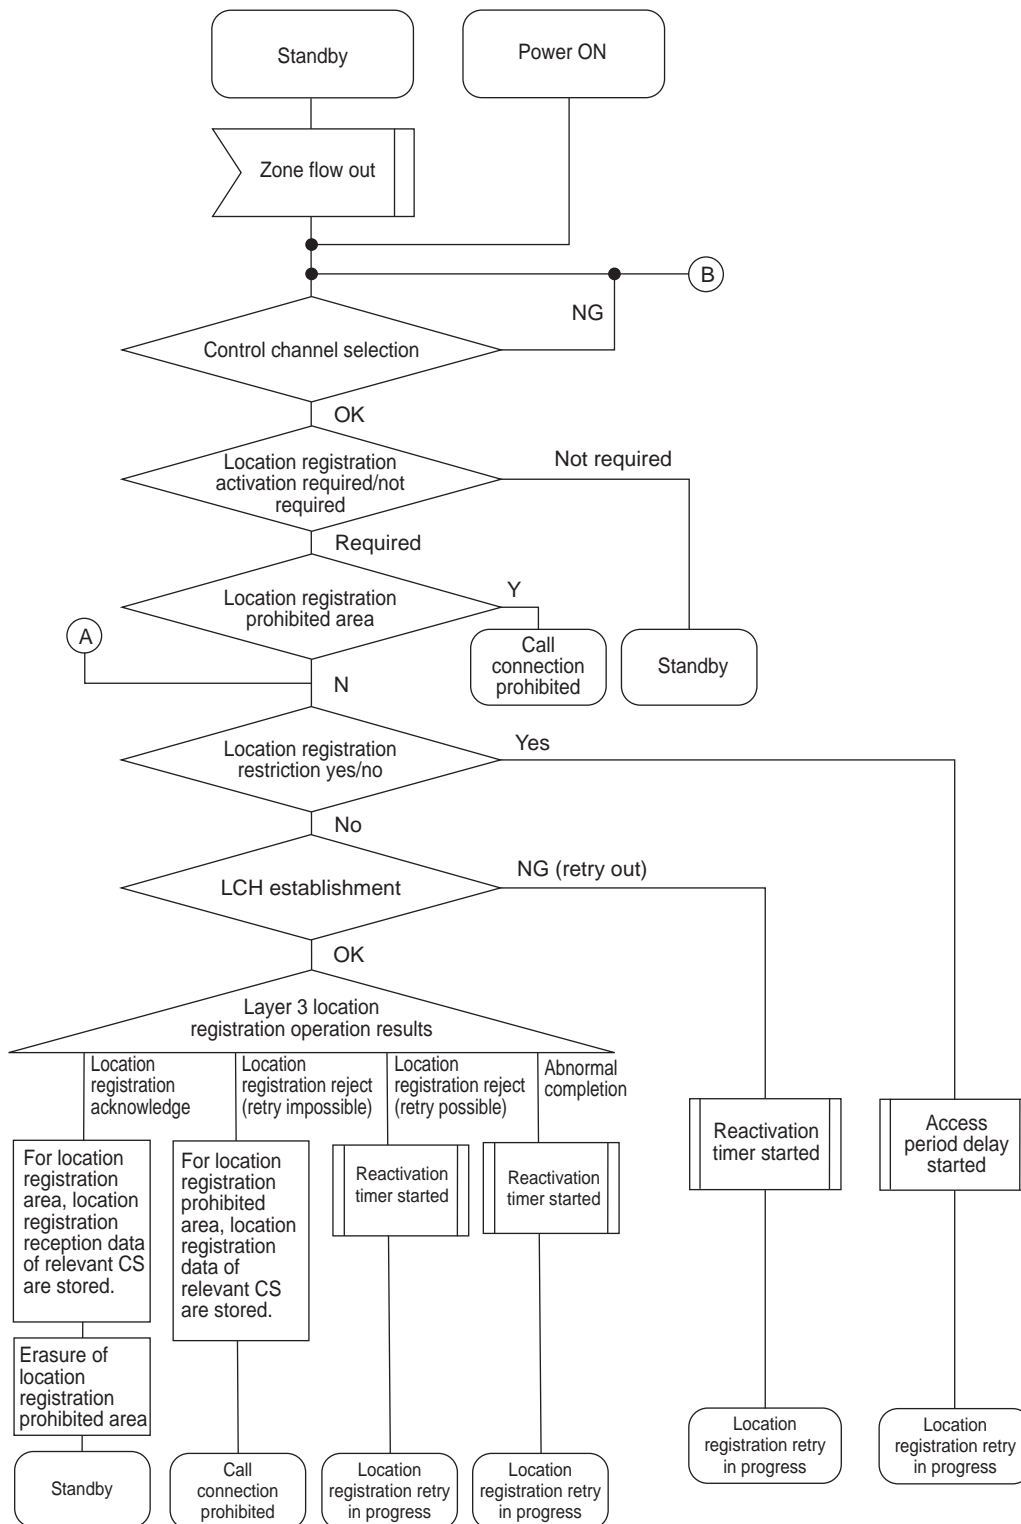 Standby
Power ON
Zone flow out
B
NG
Control channel selection
OK
Location registration
activation required/not
required
Not required
Required
Location registration
prohibited area
Y
A
Call
connection
prohibited
Standby
N
Location registration
restriction yes/no
Yes
No
LCH establishment
NG (retry out)
OK
Layer 3 location
registration operation results
Location
registration
acknowledge
Location
registration reject
(retry impossible)
Location
registration reject
(retry possible)
Abnormal
completion
Reactivation
timer started
Access
period delay
started
For location
registration
area, location
registration
reception data
of relevant CS
are stored.
For location
registration
prohibited
area, location
registration
data of
relevant CS
are stored.
Reactivation
timer started
Reactivation
timer started
Erasure of
location
registration
prohibited area
Location
registration retry
in progress
Location
registration retry
in progress
Standby
Call
connection
prohibited
Location
registration retry
in progress
Location
registration retry
in progress